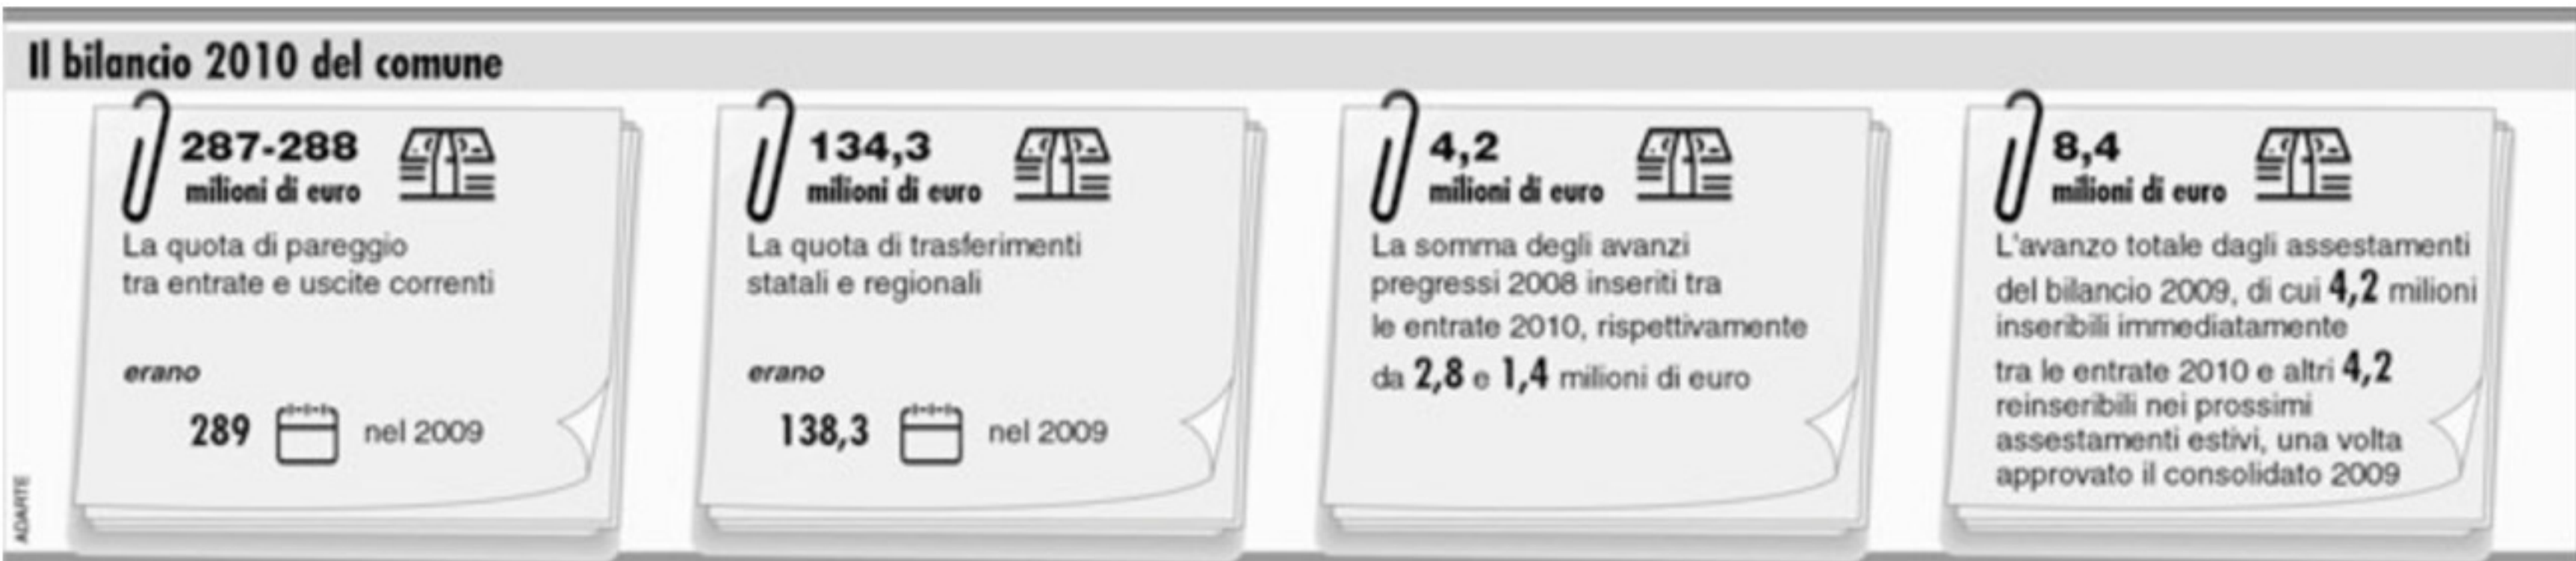 Il bilancio 2010 del comune
287-288
milioni di euro
La quota di pareggio
tra entrate e uscite correnti
erano
289 nel 2009
134,3
milioni di euro
La quota di trasferimenti
statali e regionali
erano
138,3 nel 2009
4,2
milioni di euro
La somma degli avanzi
pregressi 2008 inseriti tra
le entrate 2010, rispettivamente
da 2,8 e 1,4 milioni di euro
8,4
milioni di euro
L'avanzo totale dagli assestamenti
del bilancio 2009, di cui 4,2 milioni
inseribili immediatamente
tra le entrate 2010 e altri 4,2
reinseribili nei prossimi
assestamenti estivi, una volta
approvato il consolidato 2009
ADARTE